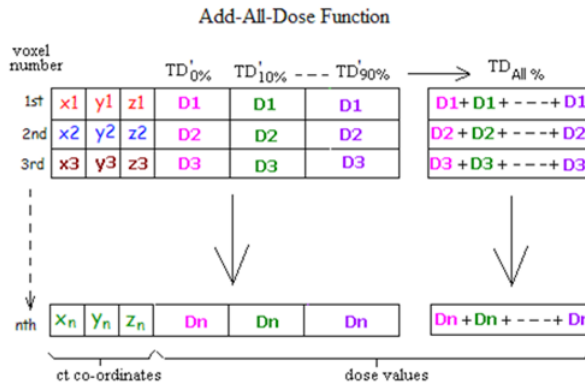 Add-All-Dose Function
voxel
number
TD'0% TD'10% ---- TD'90% TD All %
1st x1 y1 z1 D1 D1 D1 D1+D1+----+D1
2nd x2 y2 z2 D2 D2 D2 D2+D2+----+D2
3rd x3 y3 z3 D3 D3 D3 D3+D3+----+D3
nth xn yn zn Dn Dn Dn Dn+Dn+----+Dn
ct co-ordinates dose values